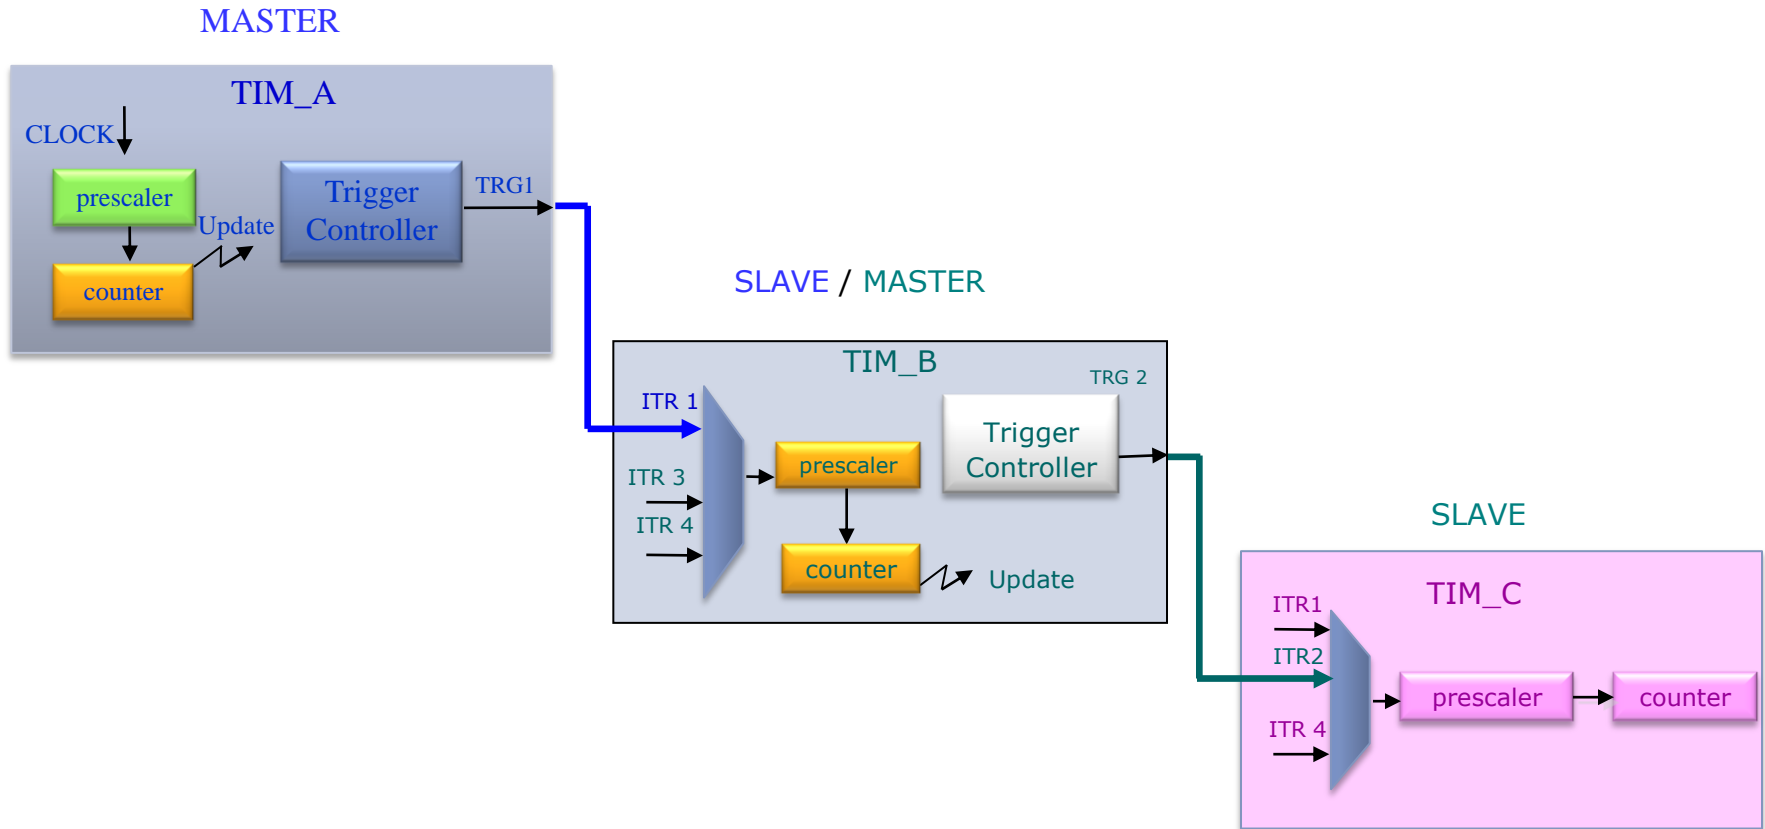 MASTER
TIM_A
CLOCK
prescaler
Update
counter
Trigger
Controller
TRG1
SLAVE / MASTER
TIM_B
TRG 2
ITR 1
ITR 3
ITR 4
prescaler
counter
Update
Trigger
Controller
SLAVE
TIM_C
ITR1
ITR2
ITR 4
prescaler
counter